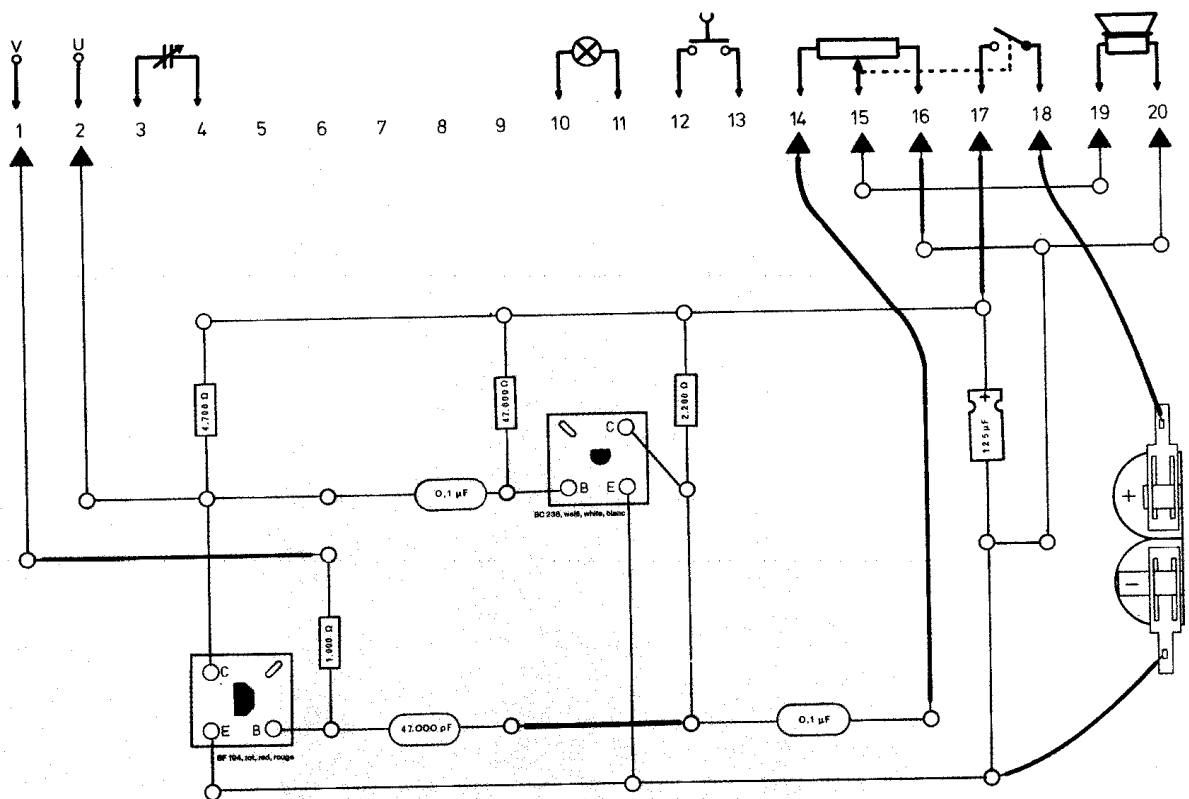 V U
1 2 3 4 5 6 7 8 9 10 11 12 13 14 15 16 17 18 19 20
4.700 Ω
47.000 Ω
2.200 Ω
+
125 µF
C
B E
0,1 µF
BC 238, weiß, white, blanc
+
1.000 Ω
−
C
E B
47.000 pF
0,1 µF
BF 194, rot, red, rouge